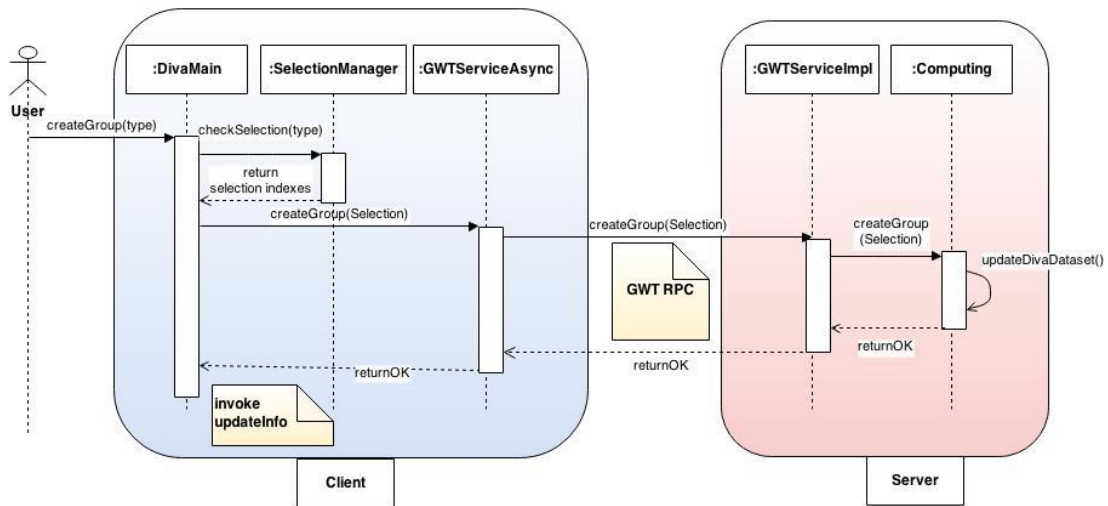 :DivaMain
:SelectionManager
:GWTServiceAsync
:GWTServiceImpl
:Computing
User
createGroup(type)
checkSelection(type)
return
selection indexes
createGroup(Selection)
createGroup(Selection)
createGroup
(Selection)
updateDivaDataset()
GWT RPC
returnOK
returnOK
returnOK
invoke
updateInfo
Client
Server